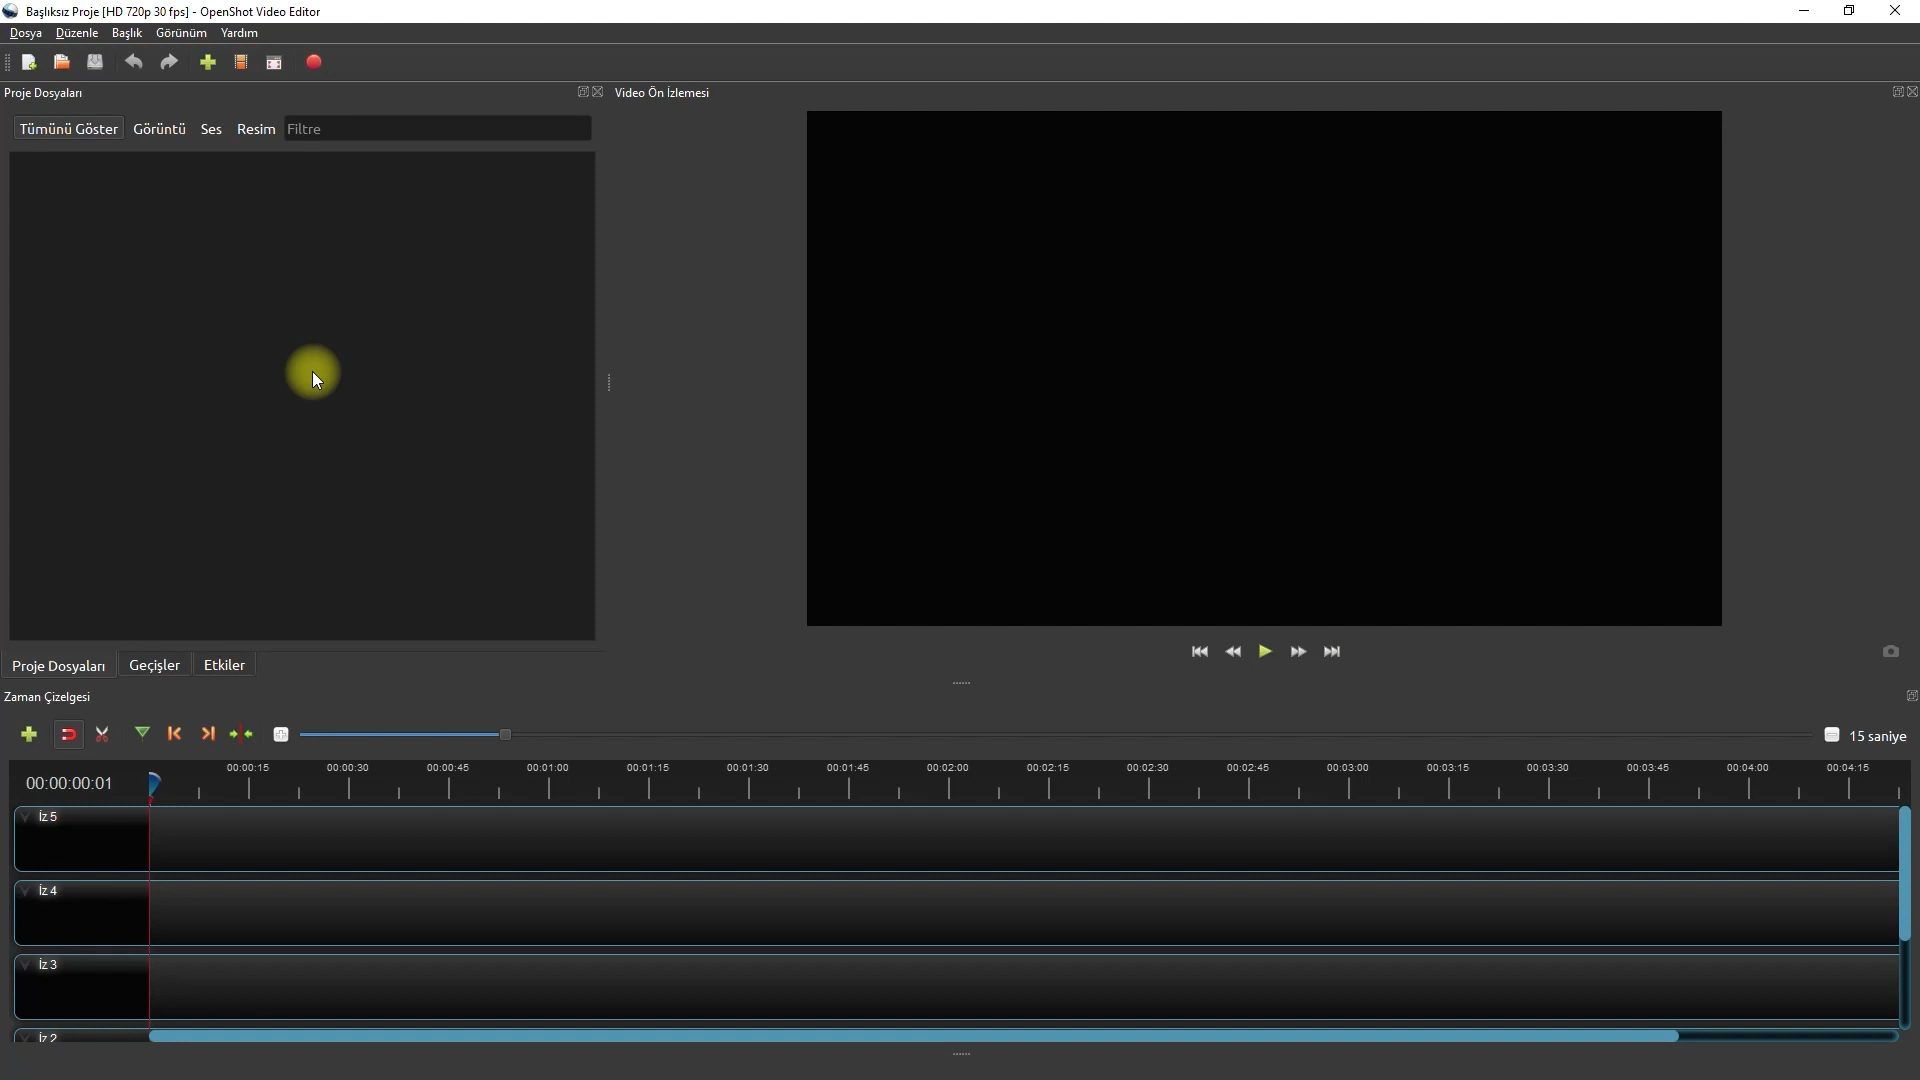 Başlıksız Proje [HD 720p 30 fps] - OpenShot Video Editor
Dosya Düzenle Başlık Görünüm Yardım
Proje Dosyaları
Video Ön İzlemesi
Tümünü Göster Görüntü Ses Resim Filtre
Proje Dosyaları Geçişler Etkiler
Zaman Çizelgesi
15 saniye
00:00:00:01
00:00:15 00:00:30 00:00:45 00:01:00 00:01:15 00:01:30 00:01:45 00:02:00 00:02:15 00:02:30 00:02:45 00:03:00 00:03:15 00:03:30 00:03:45 00:04:00 00:04:15
İz 5
İz 4
İz 3
İz 2